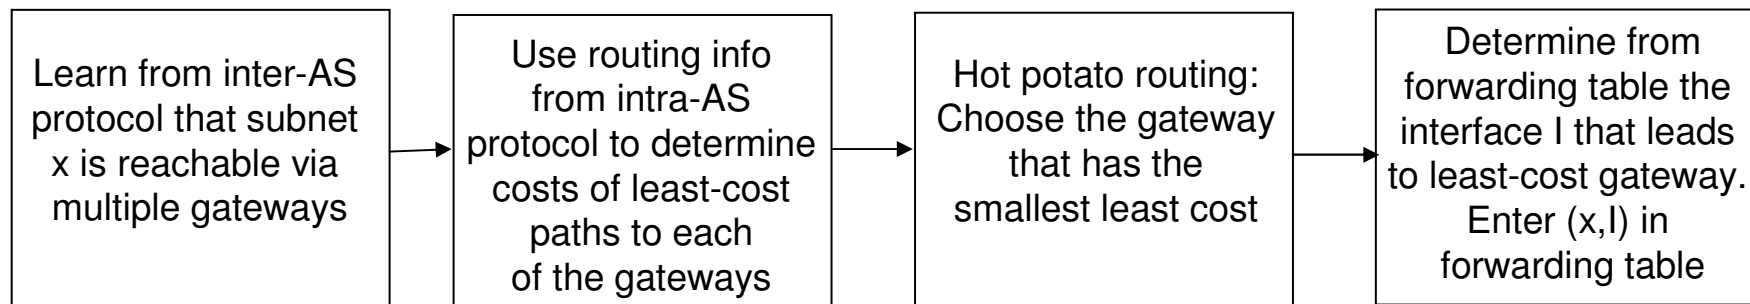 Learn from inter-AS
protocol that subnet
x is reachable via
multiple gateways
Use routing info
from intra-AS
protocol to determine
costs of least-cost
paths to each
of the gateways
Hot potato routing:
Choose the gateway
that has the
smallest least cost
Determine from
forwarding table the
interface I that leads
to least-cost gateway.
Enter (x,I) in
forwarding table